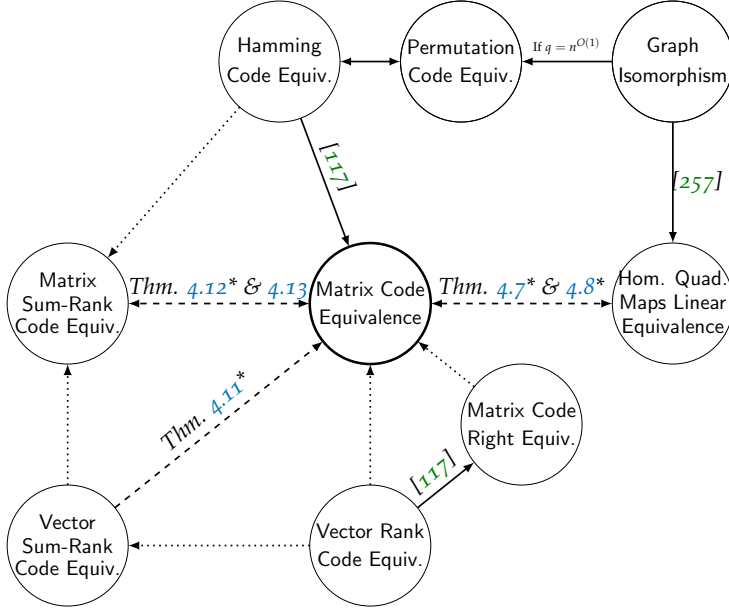 Hamming
Code Equiv.
Permutation
Code Equiv.
If q = n^{O(1)}
Graph
Isomorphism
[117]
[257]
Matrix
Sum-Rank
Code Equiv.
Thm. 4.12* & 4.13
Matrix Code
Equivalence
Thm. 4.7* & 4.8*
Hom. Quad.
Maps Linear
Equivalence
Thm. 4.11*
Matrix Code
Right Equiv.
[117]
Vector
Sum-Rank
Code Equiv.
Vector Rank
Code Equiv.